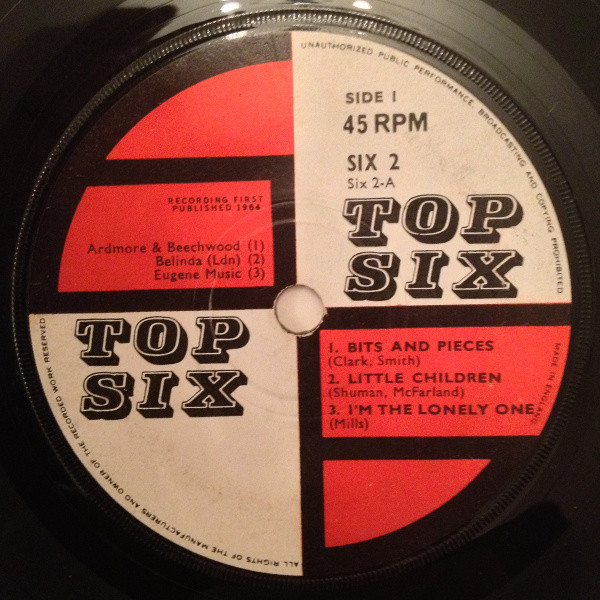 UNAUTHORIZED PUBLIC PERFORMANCE, BROADCASTING AND COPYING PROHIBITED
SIDE 1
45 RPM
SIX 2
Six 2-A
TOP
SIX
RECORDING FIRST
PUBLISHED 1964
Ardmore & Beechwood (1)
Belinda (Ldn) (2)
Eugene Music (3)
TOP
SIX
1. BITS AND PIECES
(Clark, Smith)
2. LITTLE CHILDREN
(Shuman, McFarland)
3. I'M THE LONELY ONE
(Mills)
MADE IN ENGLAND
ALL RIGHTS OF THE MANUFACTURERS AND OWNER OF THE RECORDED WORK RESERVED